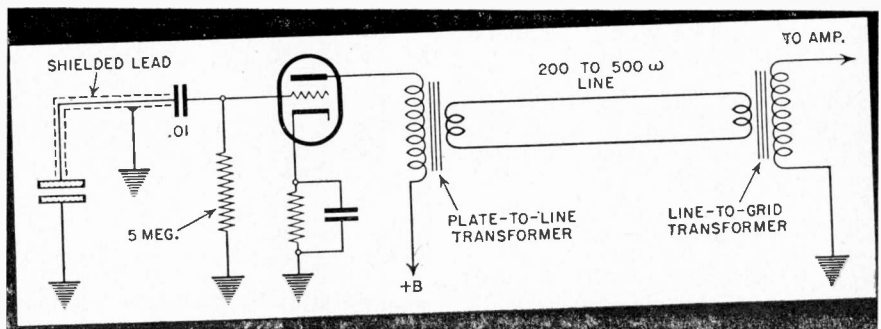 SHIELDED LEAD
.01
5 MEG.
+B
PLATE-TO-LINE
TRANSFORMER
200 TO 500 ω
LINE
LINE-TO-GRID
TRANSFORMER
TO AMP.